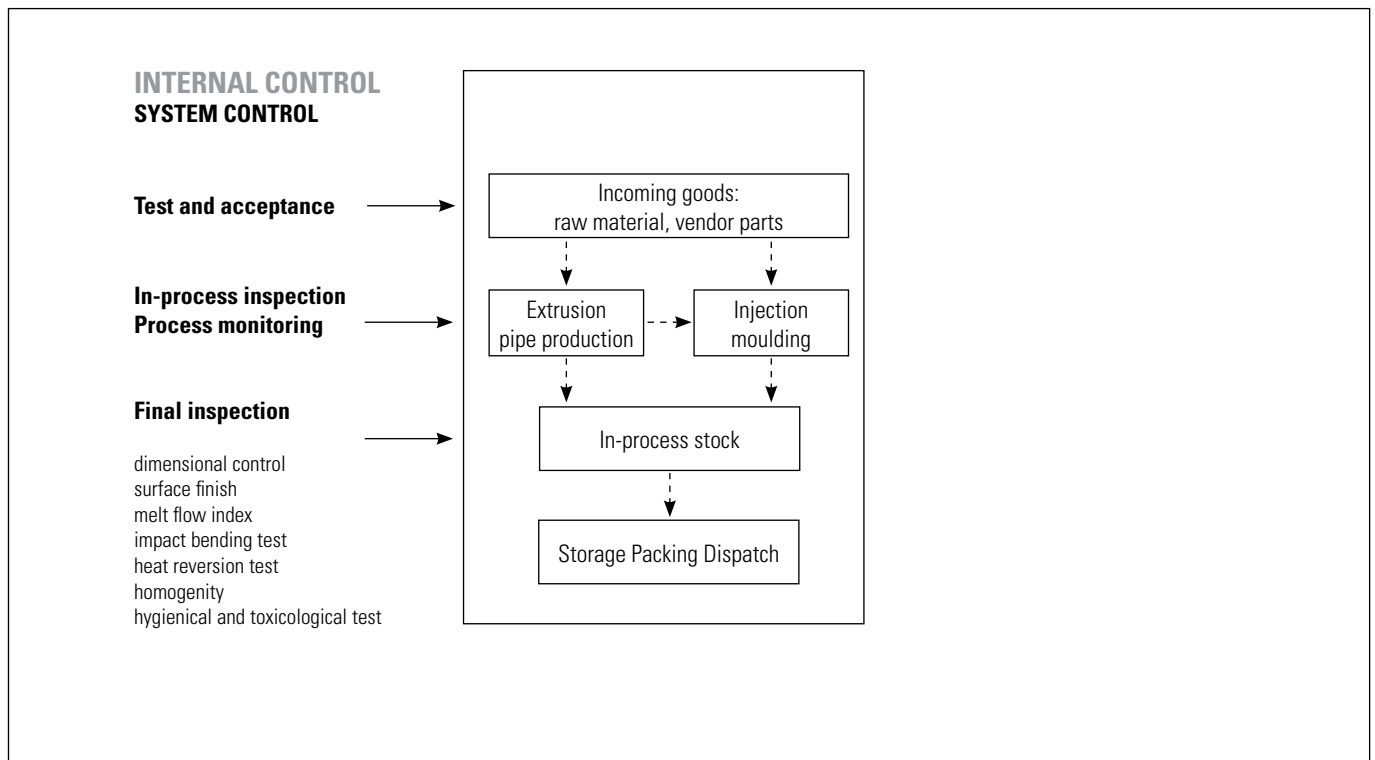 INTERNAL CONTROL
SYSTEM CONTROL
Test and acceptance
Incoming goods:
raw material, vendor parts
In-process inspection
Process monitoring
Extrusion
pipe production
Injection
moulding
Final inspection
In-process stock
dimensional control
surface finish
melt flow index
impact bending test
heat reversion test
homogenity
hygienical and toxicological test
Storage Packing Dispatch